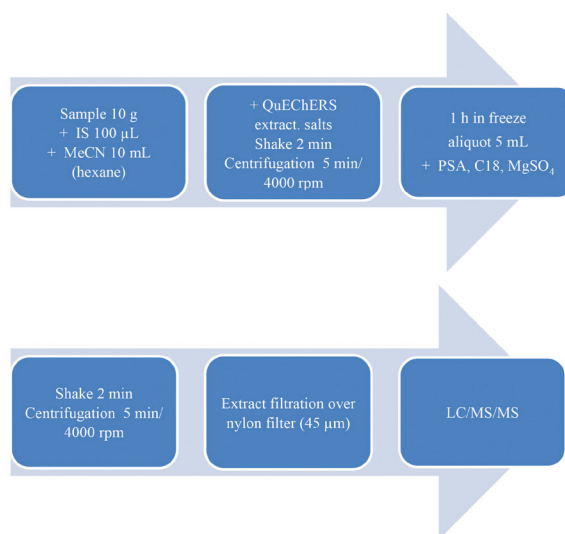 Sample 10 g
+ IS 100 µL
+ MeCN 10 mL
(hexane)
+ QuEChERS
extract. salts
Shake 2 min
Centrifugation 5 min/
4000 rpm
1 h in freeze
aliquot 5 mL
+ PSA, C18, MgSO₄
Shake 2 min
Centrifugation 5 min/
4000 rpm
Extract filtration over
nylon filter (45 µm)
LC/MS/MS